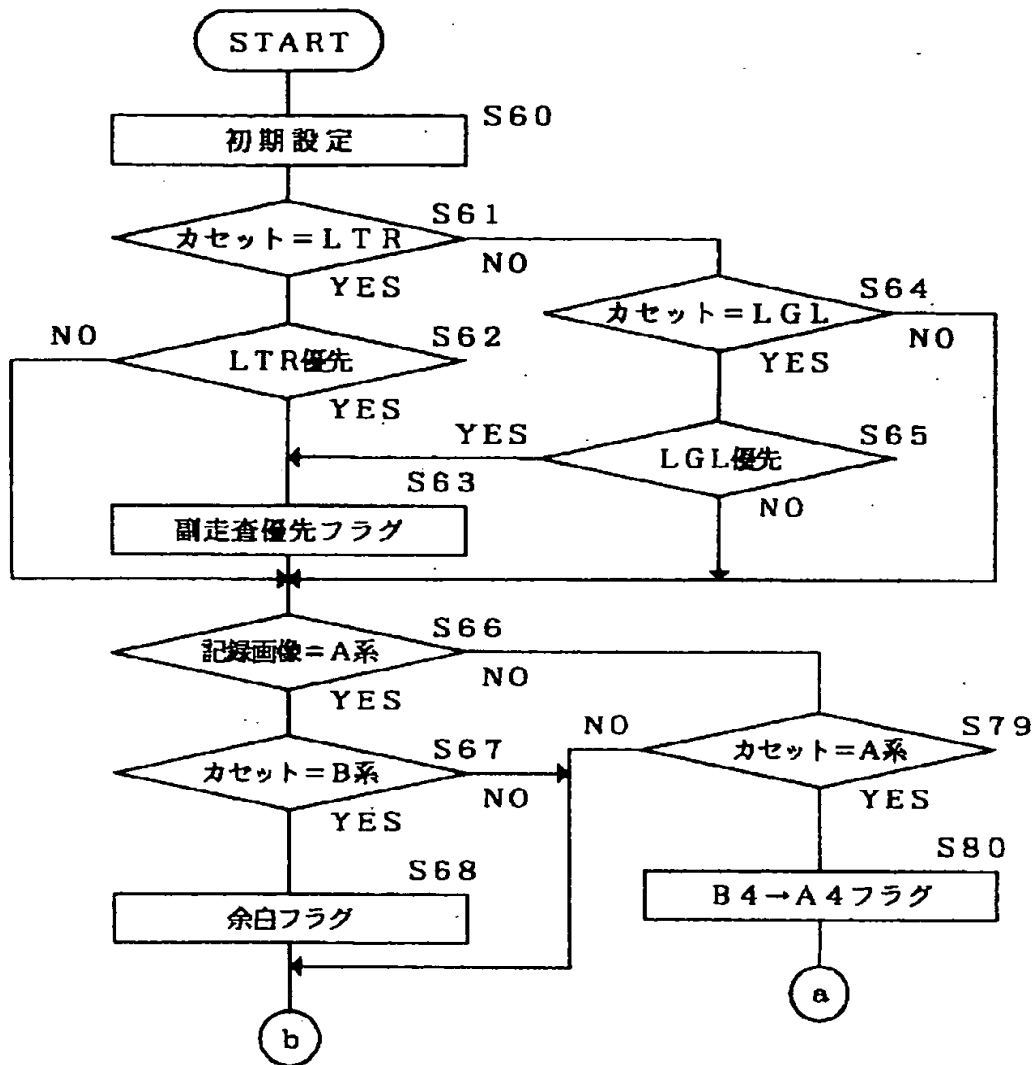 START
S60
初期設定
S61
カセット=LTR
NO
YES
S64
カセット=LGL
NO
YES
NO
S62
LTR優先
YES
YES
S65
LGL優先
NO
S63
副走査優先フラグ
S66
記録画像=A系
NO
YES
NO
S79
カセット=A系
YES
S67
カセット=B系
NO
YES
S68
余白フラグ
S80
B4→A4フラグ
a
b